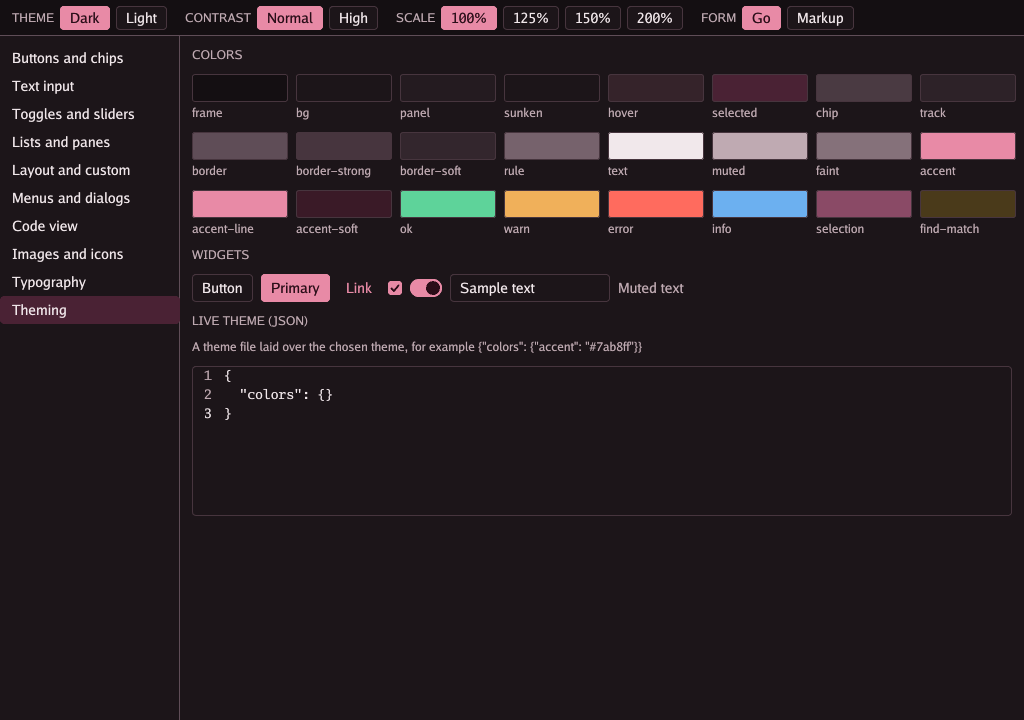 THEME Dark Light CONTRAST Normal High SCALE 100% 125% 150% 200% FORM Go Markup
Buttons and chips
Text input
Toggles and sliders
Lists and panes
Layout and custom
Menus and dialogs
Code view
Images and icons
Typography
Theming
COLORS
frame bg panel sunken hover selected chip track
border border-strong border-soft rule text muted faint accent
accent-line accent-soft ok warn error info selection find-match
WIDGETS
Button Primary Link Sample text Muted text
LIVE THEME (JSON)
A theme file laid over the chosen theme, for example {"colors": {"accent": "#7ab8ff"}}
1 {
2 "colors": {}
3 }